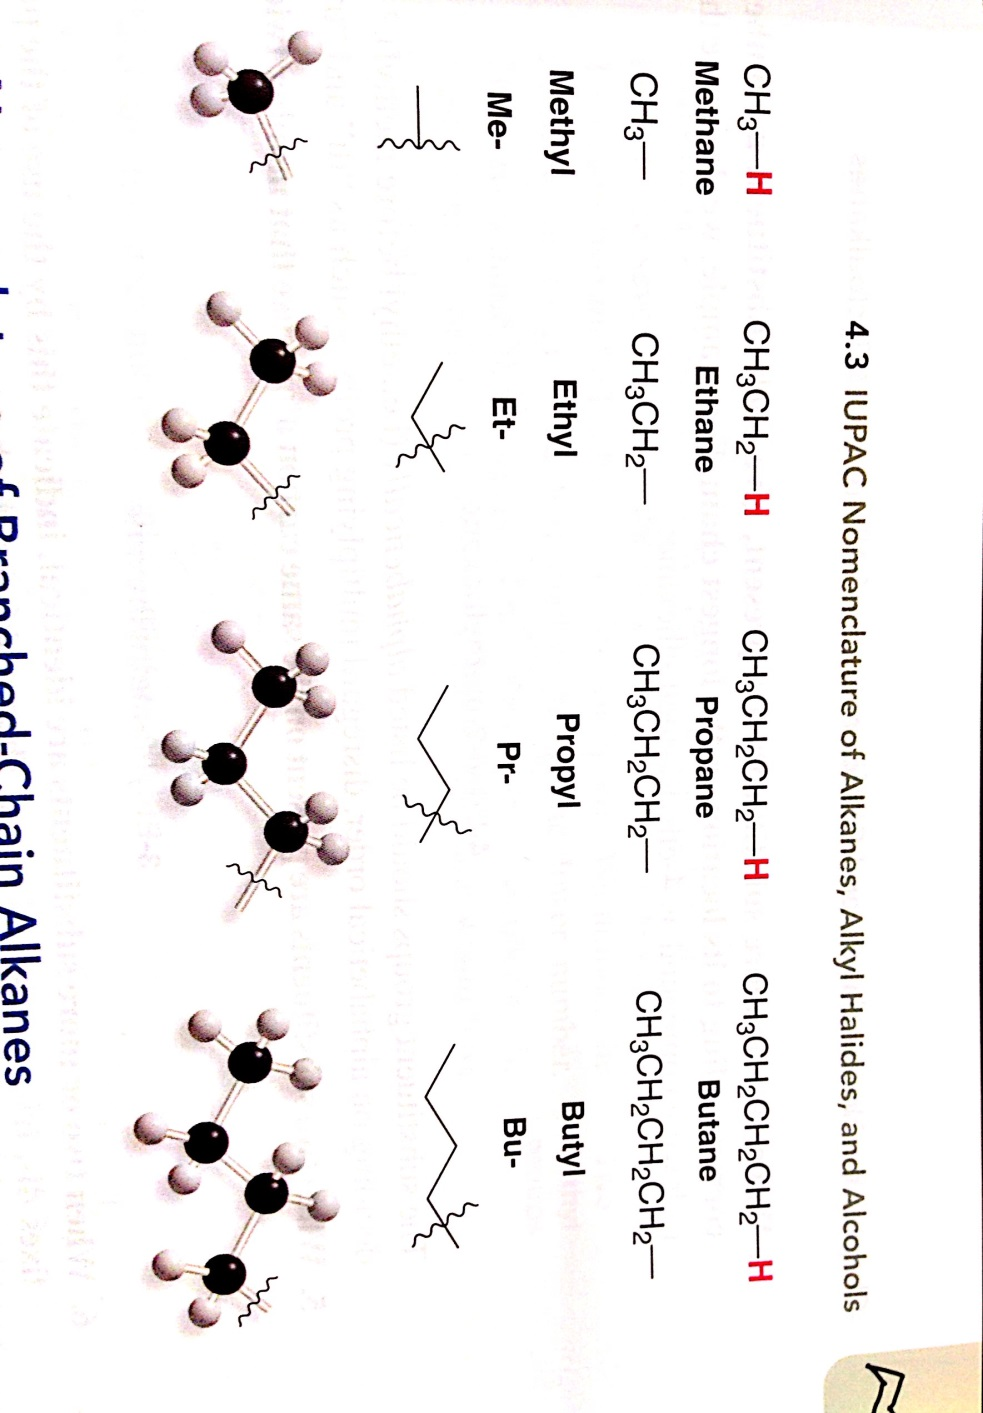 4.3 IUPAC Nomenclature of Alkanes, Alkyl Halides, and Alcohols
CH₃—H CH₃CH₂—H CH₃CH₂CH₂—H CH₃CH₂CH₂CH₂—H
Methane Ethane Propane Butane
CH₃— CH₃CH₂— CH₃CH₂CH₂— CH₃CH₂CH₂CH₂—
Methyl Ethyl Propyl Butyl
Me- Et- Pr- Bu-
of Branched-Chain Alkanes